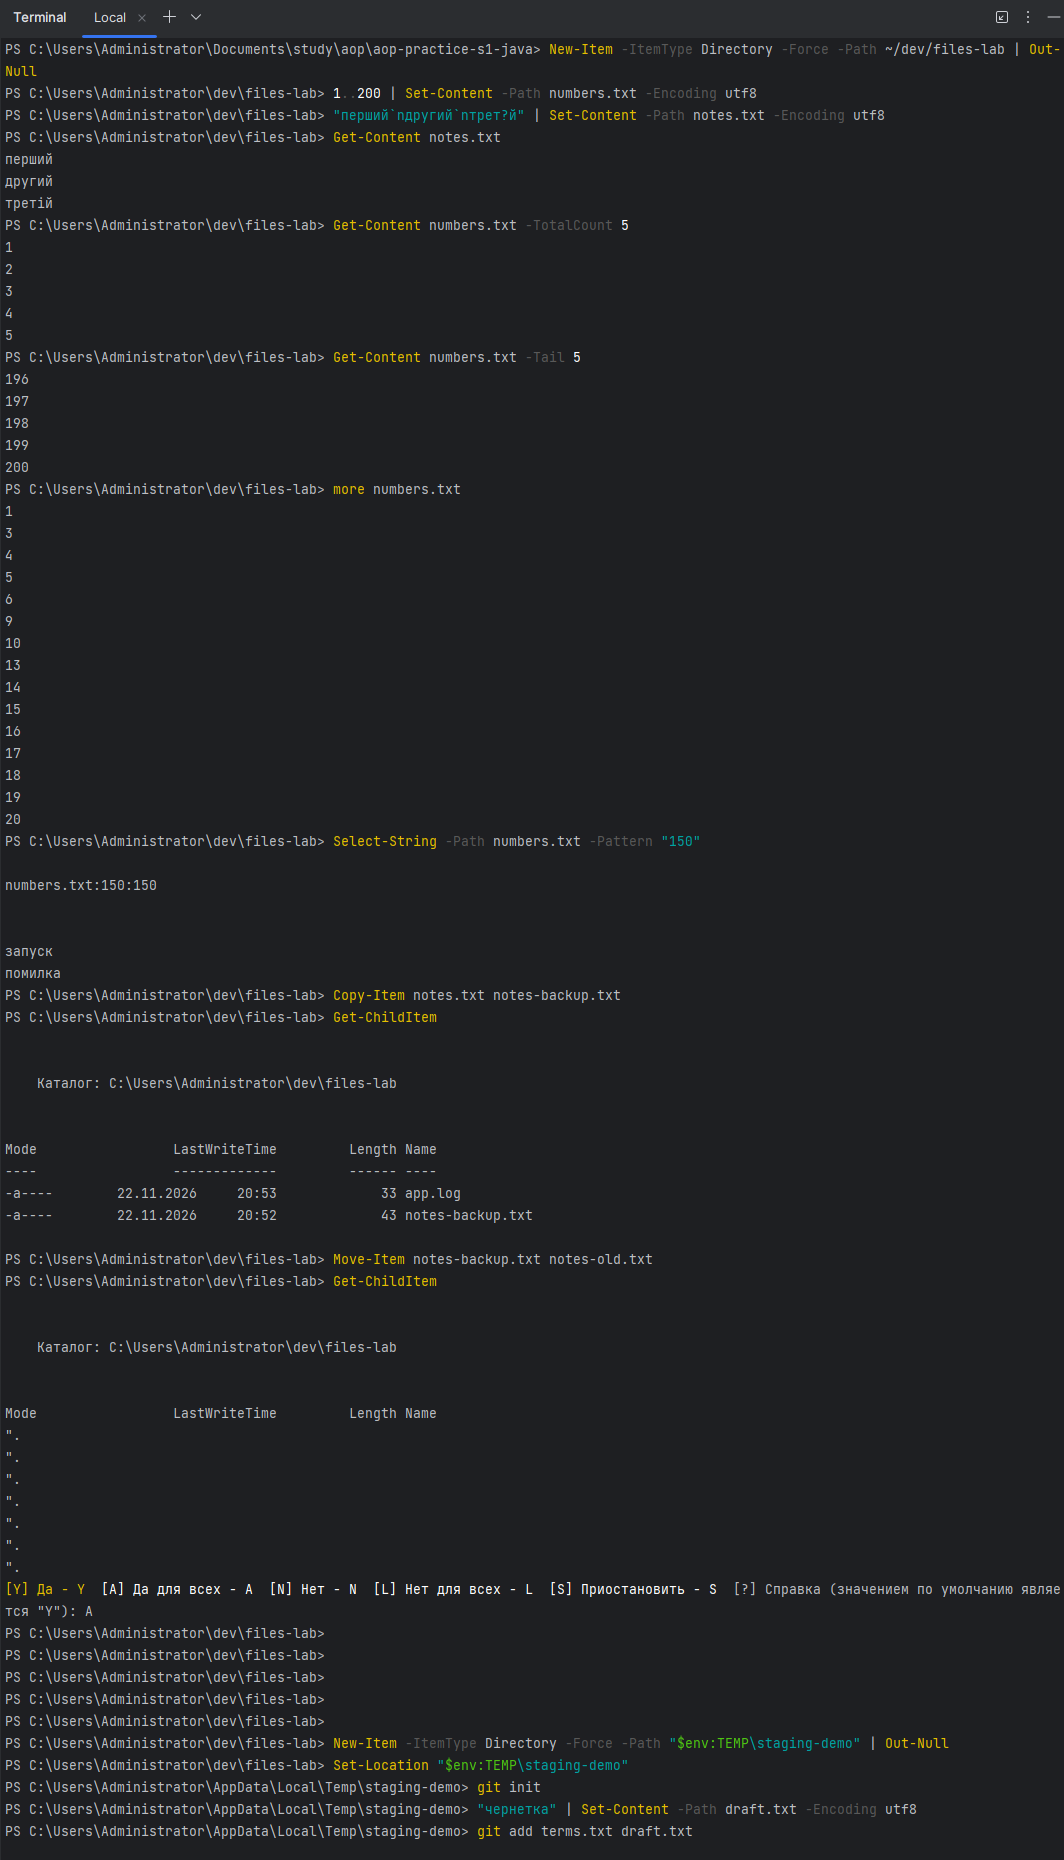 Terminal Local
PS C:\Users\Administrator\Documents\study\aop\aop-practice-s1-java> New-Item -ItemType Directory -Force -Path ~/dev/files-lab | Out-
Null
PS C:\Users\Administrator\dev\files-lab> 1..200 | Set-Content -Path numbers.txt -Encoding utf8
PS C:\Users\Administrator\dev\files-lab> "перший`nдругий`nтрет?й" | Set-Content -Path notes.txt -Encoding utf8
PS C:\Users\Administrator\dev\files-lab> Get-Content notes.txt
перший
другий
третій
PS C:\Users\Administrator\dev\files-lab> Get-Content numbers.txt -TotalCount 5
1
2
3
4
5
PS C:\Users\Administrator\dev\files-lab> Get-Content numbers.txt -Tail 5
196
197
198
199
200
PS C:\Users\Administrator\dev\files-lab> more numbers.txt
1
3
4
5
6
9
10
13
14
15
16
17
18
19
20
PS C:\Users\Administrator\dev\files-lab> Select-String -Path numbers.txt -Pattern "150"
numbers.txt:150:150
запуск
помилка
PS C:\Users\Administrator\dev\files-lab> Copy-Item notes.txt notes-backup.txt
PS C:\Users\Administrator\dev\files-lab> Get-ChildItem
Каталог: C:\Users\Administrator\dev\files-lab
Mode LastWriteTime Length Name
---- ------------- ------ ----
-a---- 22.11.2026 20:53 33 app.log
-a---- 22.11.2026 20:52 43 notes-backup.txt
PS C:\Users\Administrator\dev\files-lab> Move-Item notes-backup.txt notes-old.txt
PS C:\Users\Administrator\dev\files-lab> Get-ChildItem
Каталог: C:\Users\Administrator\dev\files-lab
Mode LastWriteTime Length Name
".
".
".
".
".
".
".
[Y] Да - Y [A] Да для всех - A [N] Нет - N [L] Нет для всех - L [S] Приостановить - S [?] Справка (значением по умолчанию являе
тся "Y"): A
PS C:\Users\Administrator\dev\files-lab>
PS C:\Users\Administrator\dev\files-lab>
PS C:\Users\Administrator\dev\files-lab>
PS C:\Users\Administrator\dev\files-lab>
PS C:\Users\Administrator\dev\files-lab>
PS C:\Users\Administrator\dev\files-lab> New-Item -ItemType Directory -Force -Path "$env:TEMP\staging-demo" | Out-Null
PS C:\Users\Administrator\dev\files-lab> Set-Location "$env:TEMP\staging-demo"
PS C:\Users\Administrator\AppData\Local\Temp\staging-demo> git init
PS C:\Users\Administrator\AppData\Local\Temp\staging-demo> "чернетка" | Set-Content -Path draft.txt -Encoding utf8
PS C:\Users\Administrator\AppData\Local\Temp\staging-demo> git add terms.txt draft.txt